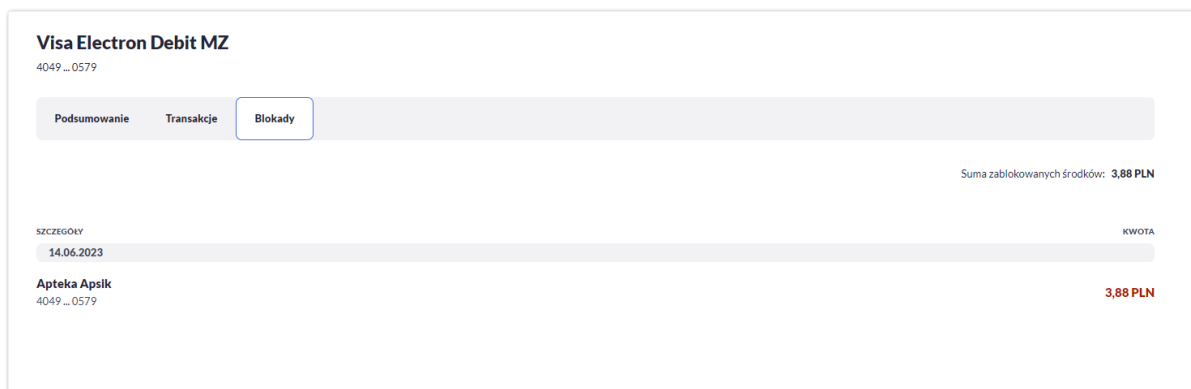 Visa Electron Debit MZ
4049 ... 0579
Podsumowanie Transakcje Blokady
Suma zablokowanych środków: 3,88 PLN
SZCZEGÓŁY KWOTA
14.06.2023
Apteka Apsik
4049 ... 0579
3,88 PLN